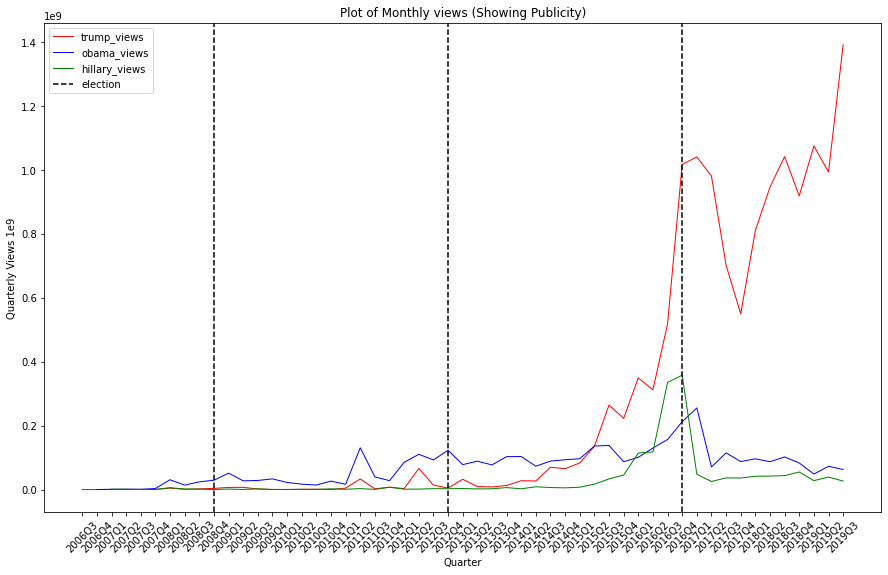 Plot of Monthly views (Showing Publicity)
1e9
trump_views
obama_views
hillary_views
election
1.4
1.2
1.0
0.8
0.6
0.4
0.2
0.0
Quarterly Views 1e9
2006Q3
2006Q4
2007Q1
2007Q2
2007Q3
2007Q4
2008Q1
2008Q2
2008Q3
2008Q4
2009Q1
2009Q2
2009Q3
2009Q4
2010Q1
2010Q2
2010Q3
2010Q4
2011Q1
2011Q2
2011Q3
2011Q4
2012Q1
2012Q2
2012Q3
2012Q4
2013Q1
2013Q2
2013Q3
2013Q4
2014Q1
2014Q2
2014Q3
2014Q4
2015Q1
2015Q2
2015Q3
2015Q4
2016Q1
2016Q2
2016Q3
2016Q4
2017Q1
2017Q2
2017Q3
2017Q4
2018Q1
2018Q2
2018Q3
2018Q4
2019Q1
2019Q2
2019Q3
Quarter